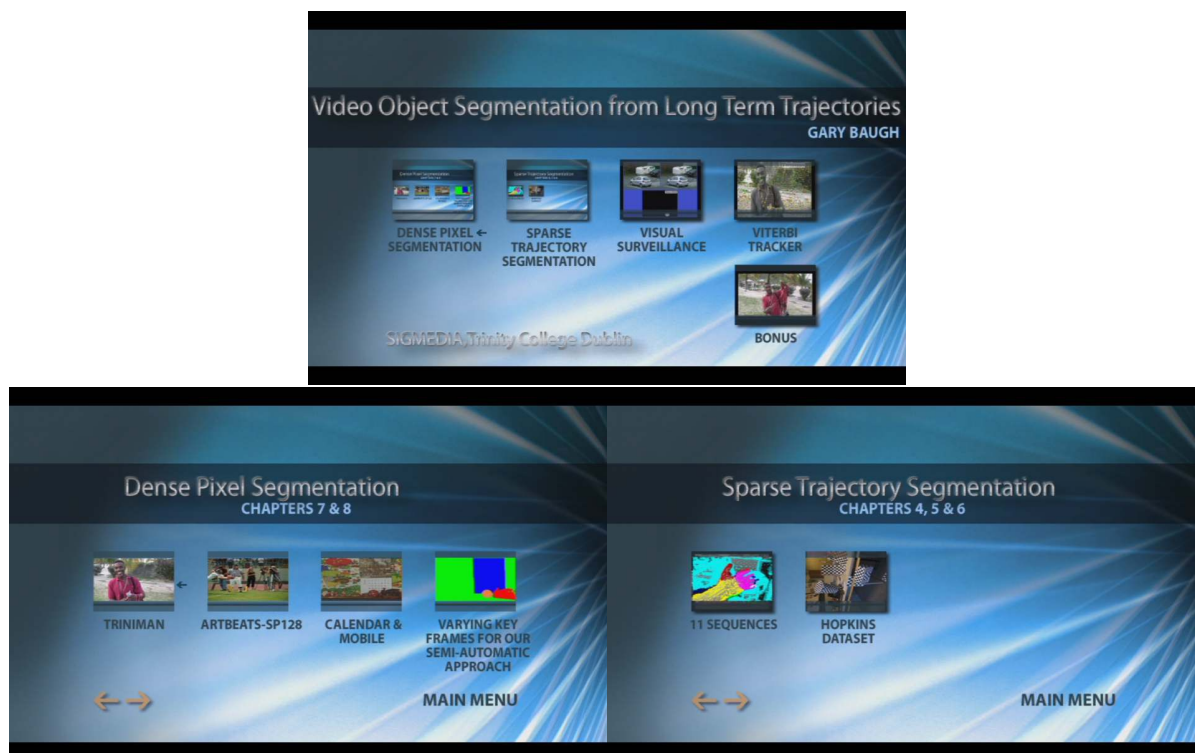 Video Object Segmentation from Long Term Trajectories
GARY BAUGH
DENSE PIXEL ←
SEGMENTATION
SPARSE
TRAJECTORY
SEGMENTATION
VISUAL
SURVEILLANCE
VITERBI
TRACKER
BONUS
SIGMEDIA,Trinity College Dublin
Dense Pixel Segmentation
CHAPTERS 7 & 8
TRINIMAN
ARTBEATS-SP128
CALENDAR &
MOBILE
VARYING KEY
FRAMES FOR OUR
SEMI-AUTOMATIC
APPROACH
MAIN MENU
Sparse Trajectory Segmentation
CHAPTERS 4, 5 & 6
11 SEQUENCES
HOPKINS
DATASET
MAIN MENU